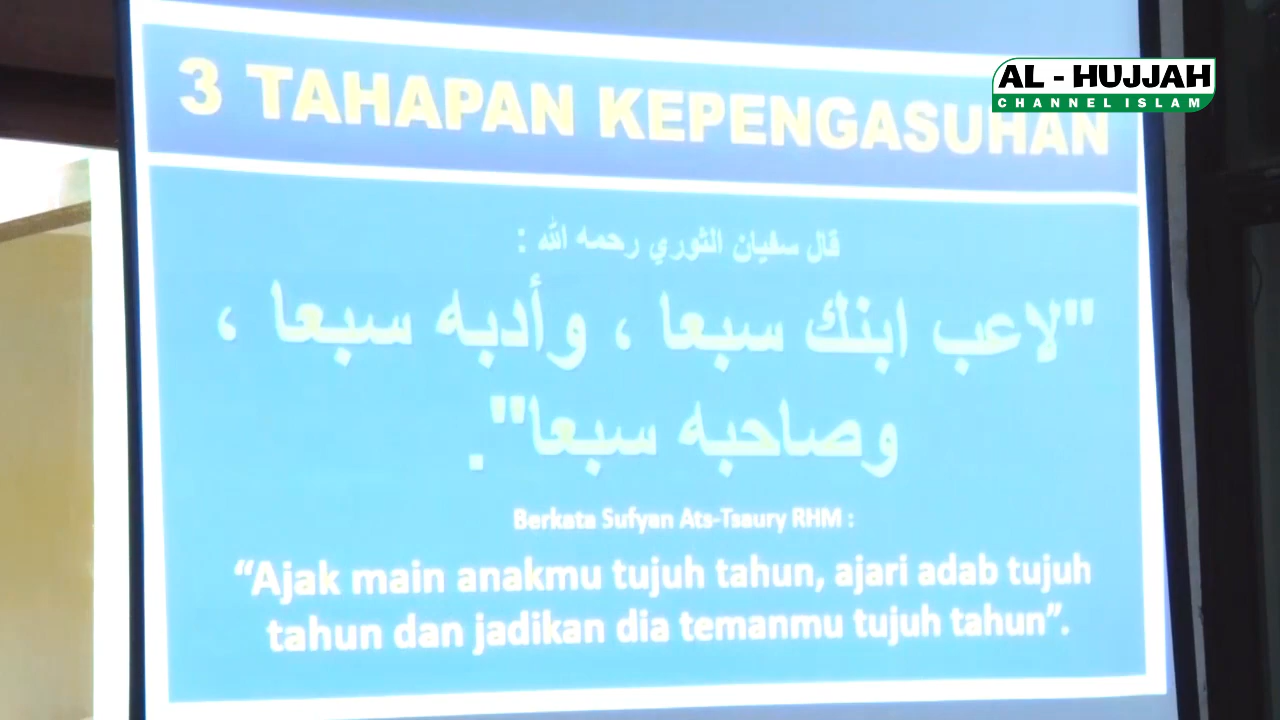 AL - HUJJAH
CHANNEL ISLAM
3 TAHAPAN KEPENGASUHAN
قال سفيان الثوري رحمه الله :
"لاعب ابنك سبعا ، وأدبه سبعا ،
وصاحبه سبعا".
Berkata Sufyan Ats-Tsaury RHM :
“Ajak main anakmu tujuh tahun, ajari adab tujuh
tahun dan jadikan dia temanmu tujuh tahun”.